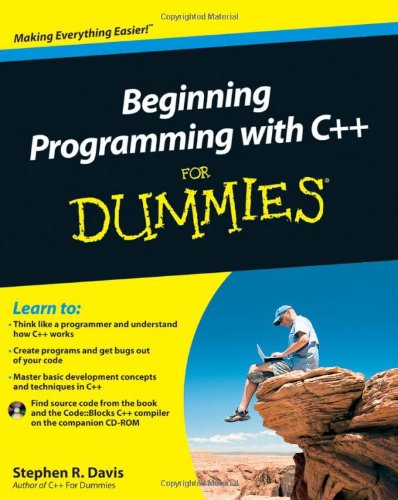 Making Everything Easier!™
Beginning
Programming with C++
FOR
DUMMIES®
Learn to:
• Think like a programmer and understand
how C++ works
• Create programs and get bugs out
of your code
• Master basic development concepts
and techniques in C++
Find source code from the book
and the Code::Blocks C++ compiler
on the companion CD-ROM
Stephen R. Davis
Author of C++ For Dummies